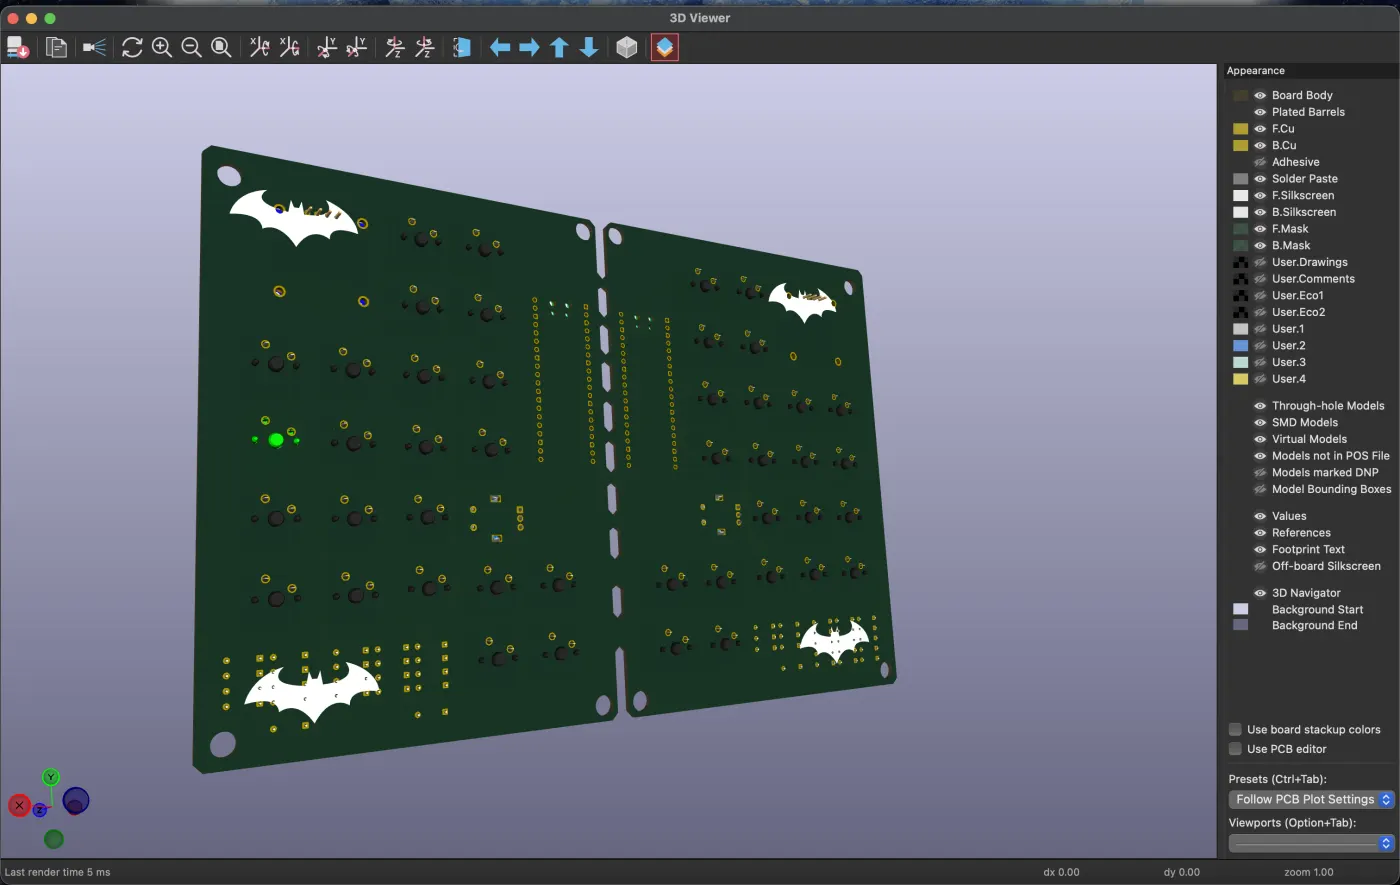 3D Viewer
Appearance
Board Body
Plated Barrels
F.Cu
B.Cu
Adhesive
Solder Paste
F.Silkscreen
B.Silkscreen
F.Mask
B.Mask
User.Drawings
User.Comments
User.Eco1
User.Eco2
User.1
User.2
User.3
User.4
Through-hole Models
SMD Models
Virtual Models
Models not in POS File
Models marked DNP
Model Bounding Boxes
Values
References
Footprint Text
Off-board Silkscreen
3D Navigator
Background Start
Background End
Use board stackup colors
Use PCB editor
Presets (Ctrl+Tab):
Follow PCB Plot Settings
Viewports (Option+Tab):
Y
X
Z
Last render time 5 ms
dx 0.00
dy 0.00
zoom 1.00